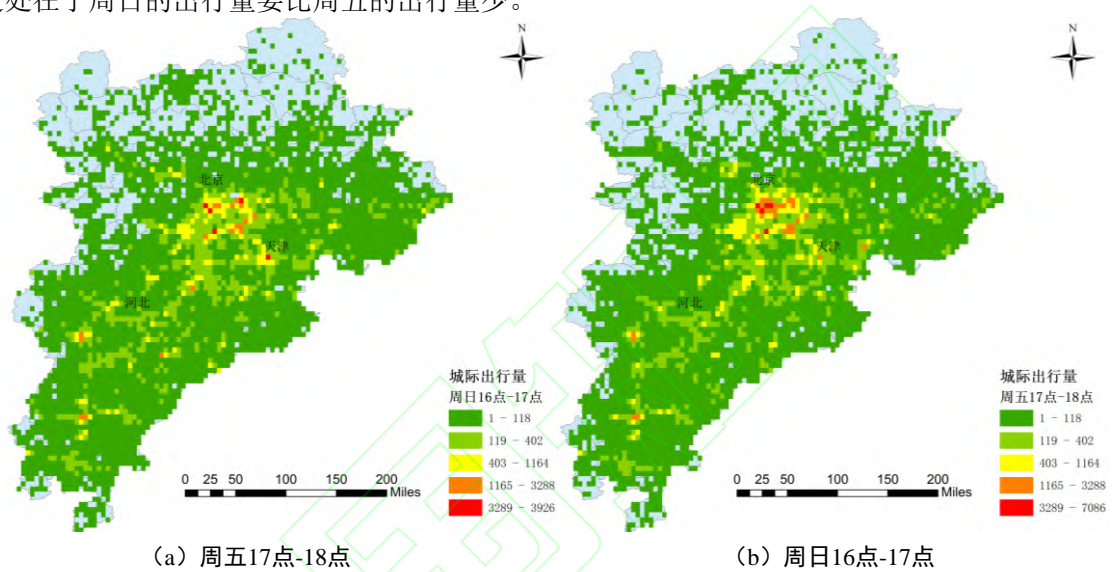 处在于周日的出行量要比周五的出行量少。
N
N
北京
天津
河北
北京
天津
河北
城际出行量
周日16点-17点
1 - 118
119 - 402
403 - 1164
1165 - 3288
3289 - 3926
城际出行量
周五17点-18点
1 - 118
119 - 402
403 - 1164
1165 - 3288
3289 - 7086
0 25 50 100 150 200
Miles
0 25 50 100 150 200
Miles
(a) 周五17点-18点
(b) 周日16点-17点